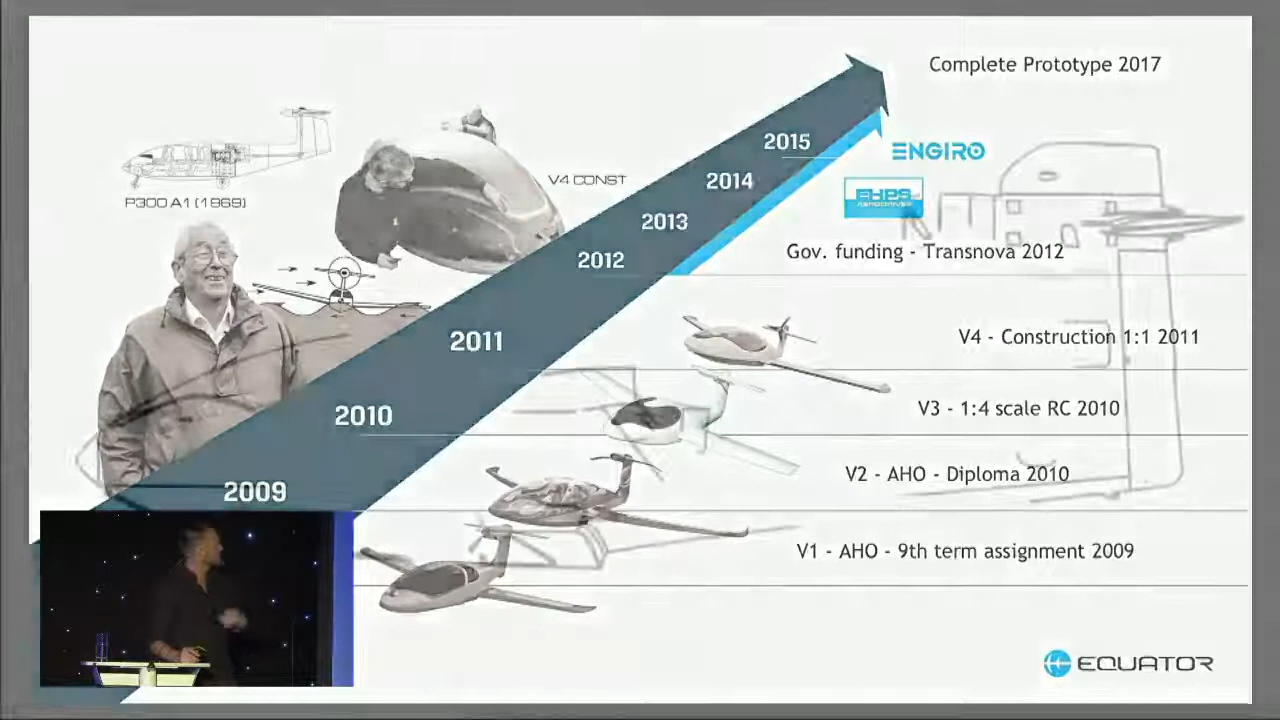 Complete Prototype 2017
2015
ENGIRO
2014
V4 CONST
EHPS
AERODRIVES
P300 A1 (1969)
2013
2012
Gov. funding - Transnova 2012
2011
V4 - Construction 1:1 2011
2010
V3 - 1:4 scale RC 2010
V2 - AHO - Diploma 2010
2009
V1 - AHO - 9th term assignment 2009
EQUATOR